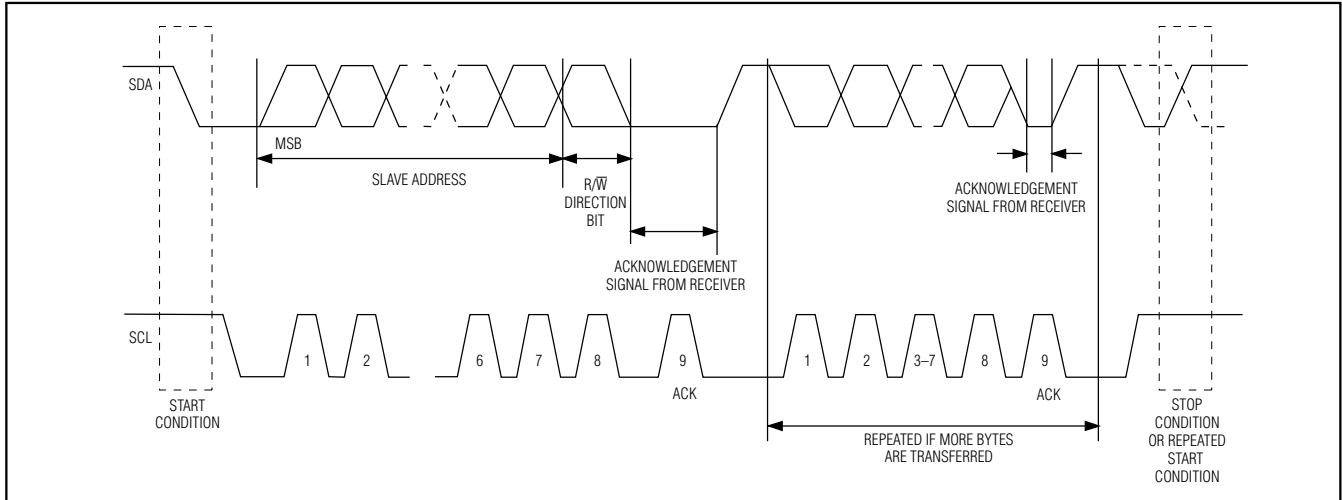 SDA
MSB
SLAVE ADDRESS
R/W̅
DIRECTION
BIT
ACKNOWLEDGEMENT
SIGNAL FROM RECEIVER
ACKNOWLEDGEMENT
SIGNAL FROM RECEIVER
SCL
1
2
6
7
8
9
1
2
3–7
8
9
ACK
ACK
START
CONDITION
REPEATED IF MORE BYTES
ARE TRANSFERRED
STOP
CONDITION
OR REPEATED
START
CONDITION